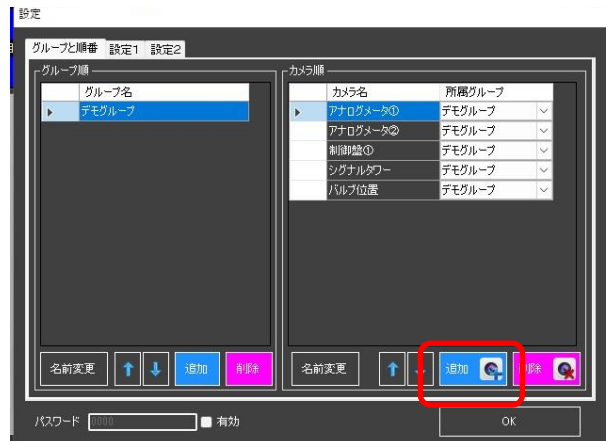 設定
グループと順番 設定1 設定2
グループ順
グループ名
デモグループ
名前変更 追加 削除
カメラ順
カメラ名 所属グループ
アナログメータ① デモグループ
アナログメータ② デモグループ
制御盤① デモグループ
シグナルタワー デモグループ
バルブ位置 デモグループ
名前変更 追加 削除
パスワード 0000 有効
OK